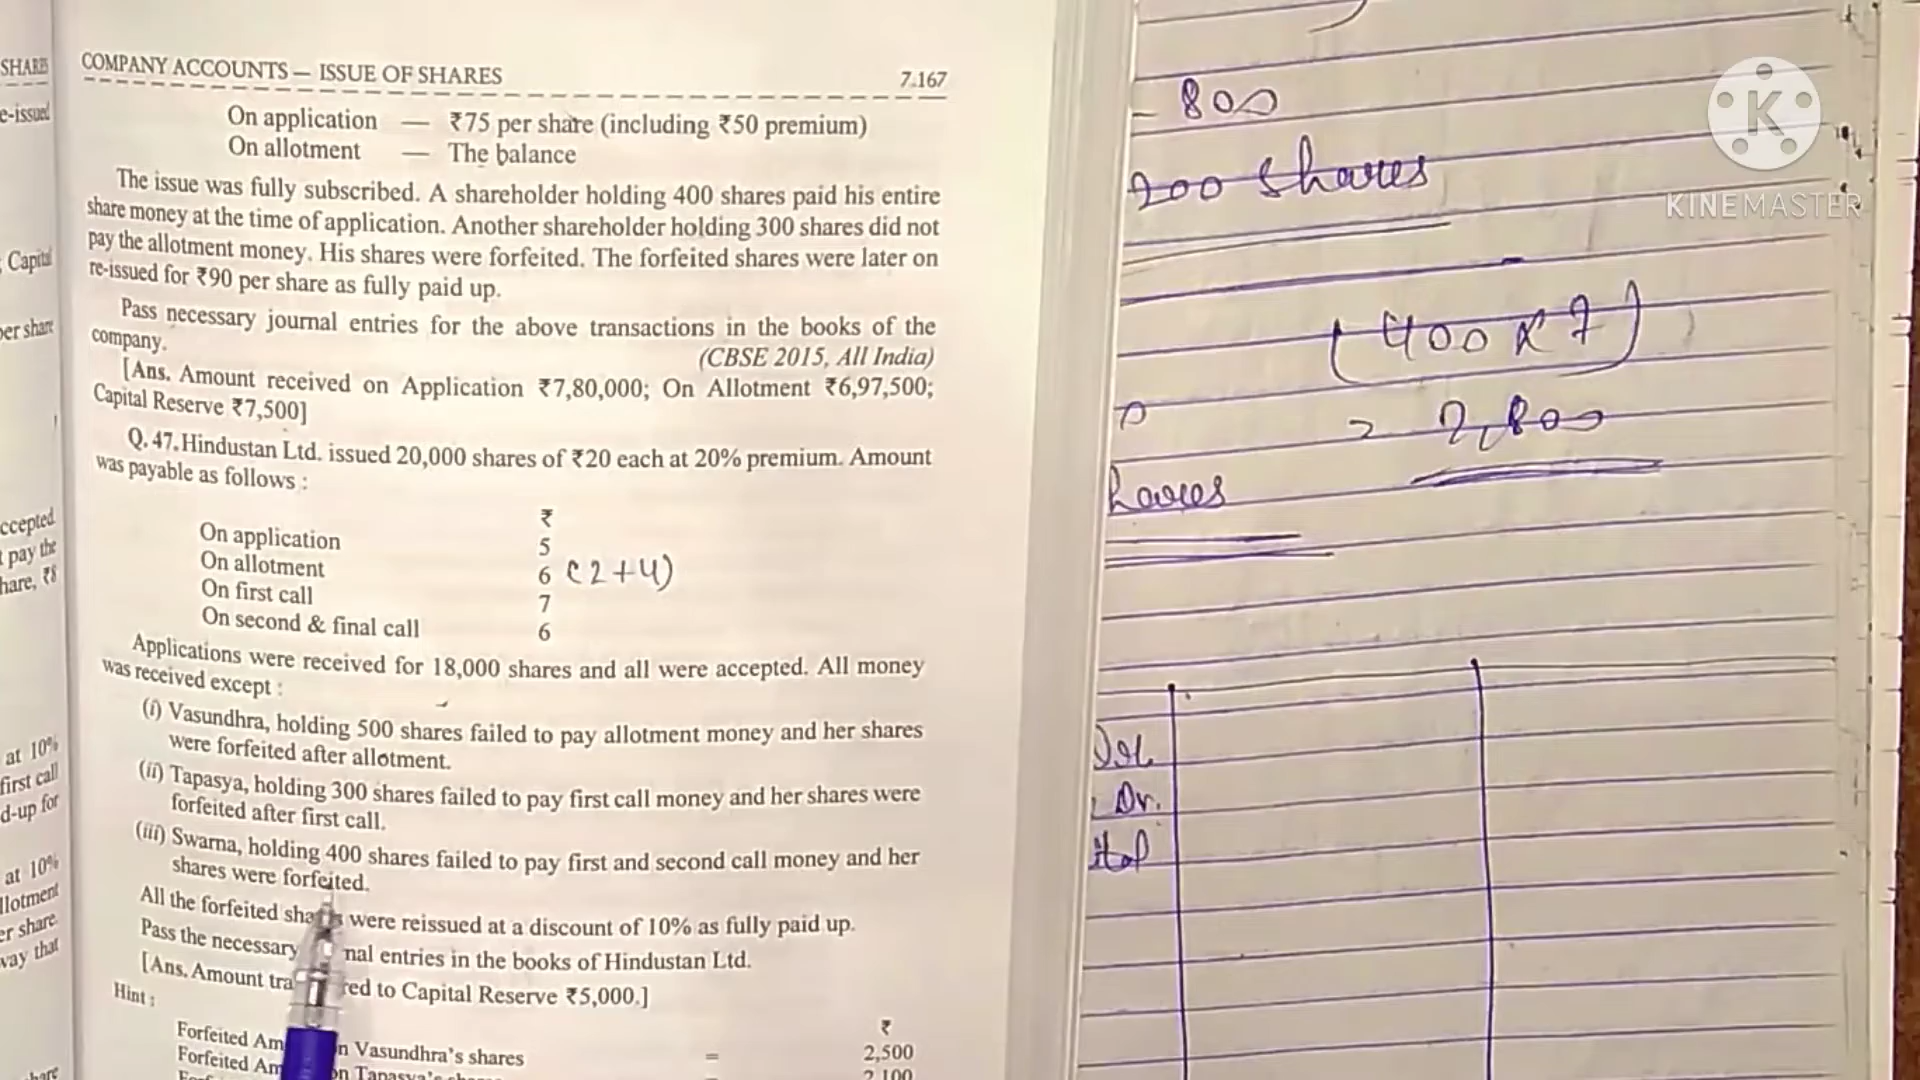 SHARES
e-issued
Capital
per share
ccepted.
t pay the
hare, ₹8
at 10%
first call
d-up for
at 10%
llotment
er share.
way that
hare
COMPANY ACCOUNTS — ISSUE OF SHARES 7.167
On application — ₹75 per share (including ₹50 premium)
On allotment — The balance
The issue was fully subscribed. A shareholder holding 400 shares paid his entire
share money at the time of application. Another shareholder holding 300 shares did not
pay the allotment money. His shares were forfeited. The forfeited shares were later on
re-issued for ₹90 per share as fully paid up.
Pass necessary journal entries for the above transactions in the books of the
company. (CBSE 2015, All India)
[Ans. Amount received on Application ₹7,80,000; On Allotment ₹6,97,500;
Capital Reserve ₹7,500]
Q. 47. Hindustan Ltd. issued 20,000 shares of ₹20 each at 20% premium. Amount
was payable as follows :
₹
On application 5
On allotment 6 (2+4)
On first call 7
On second & final call 6
Applications were received for 18,000 shares and all were accepted. All money
was received except :
(i) Vasundhra, holding 500 shares failed to pay allotment money and her shares
were forfeited after allotment.
(ii) Tapasya, holding 300 shares failed to pay first call money and her shares were
forfeited after first call.
(iii) Swarna, holding 400 shares failed to pay first and second call money and her
shares were forfeited.
All the forfeited sha s were reissued at a discount of 10% as fully paid up.
Pass the necessary nal entries in the books of Hindustan Ltd.
[Ans. Amount tra red to Capital Reserve ₹5,000.]
Hint :
₹
Forfeited Am n Vasundhra's shares = 2,500
Forfeited Am on Tapasya's = 2,100
- 800
200 shares
(400 x 7)
= 2,800
hares
Dr.
K
KINEMASTER